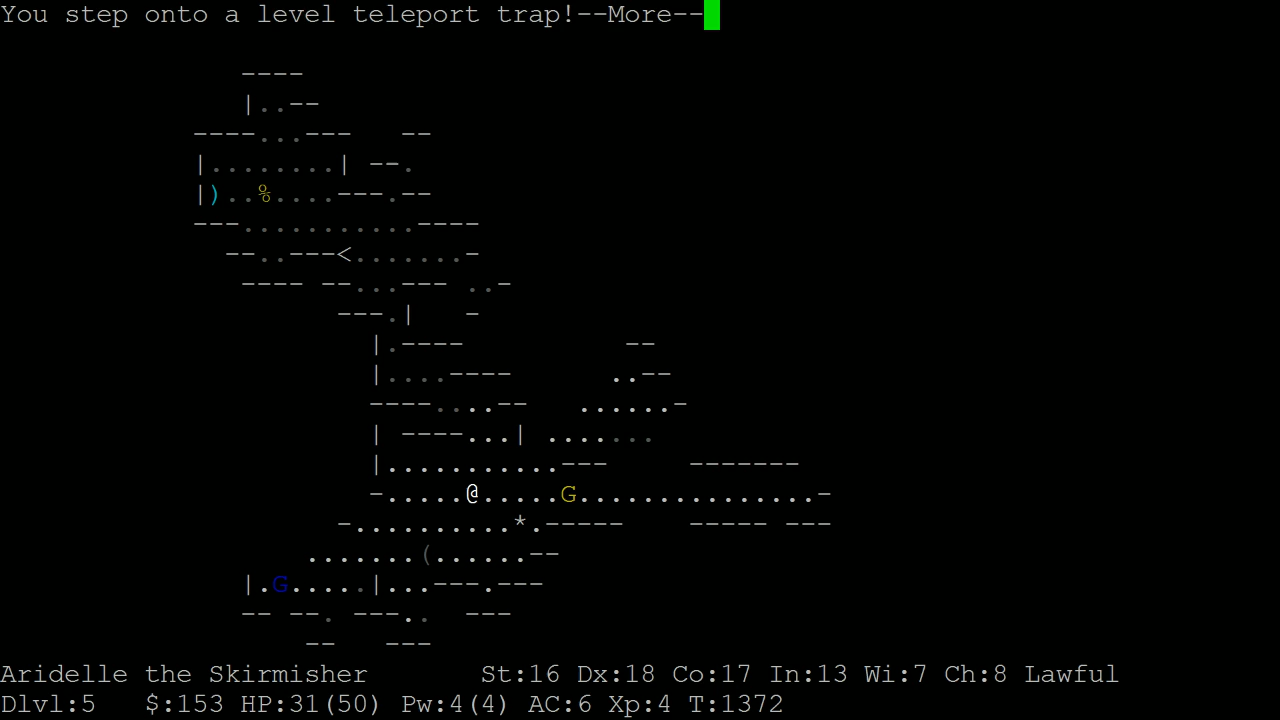 You step onto a level teleport trap!--More--
----
|..--
----...---   --
|........| --.
|)..%....---.--
---...........----
--..---<.......-
---- --...--- ..-
---.|   -
|.----          --
|....----      ..--
----....--   ......-
| ----...| .......
|...........---     -------
-.....@.....G...............-
-..........*.-----    ----- ---
.......(......--
|.G.....|...---.---
-- --. ---..  ---
--   ---
Aridelle the Skirmisher       St:16 Dx:18 Co:17 In:13 Wi:7 Ch:8 Lawful
Dlvl:5  $:153 HP:31(50) Pw:4(4) AC:6 Xp:4 T:1372